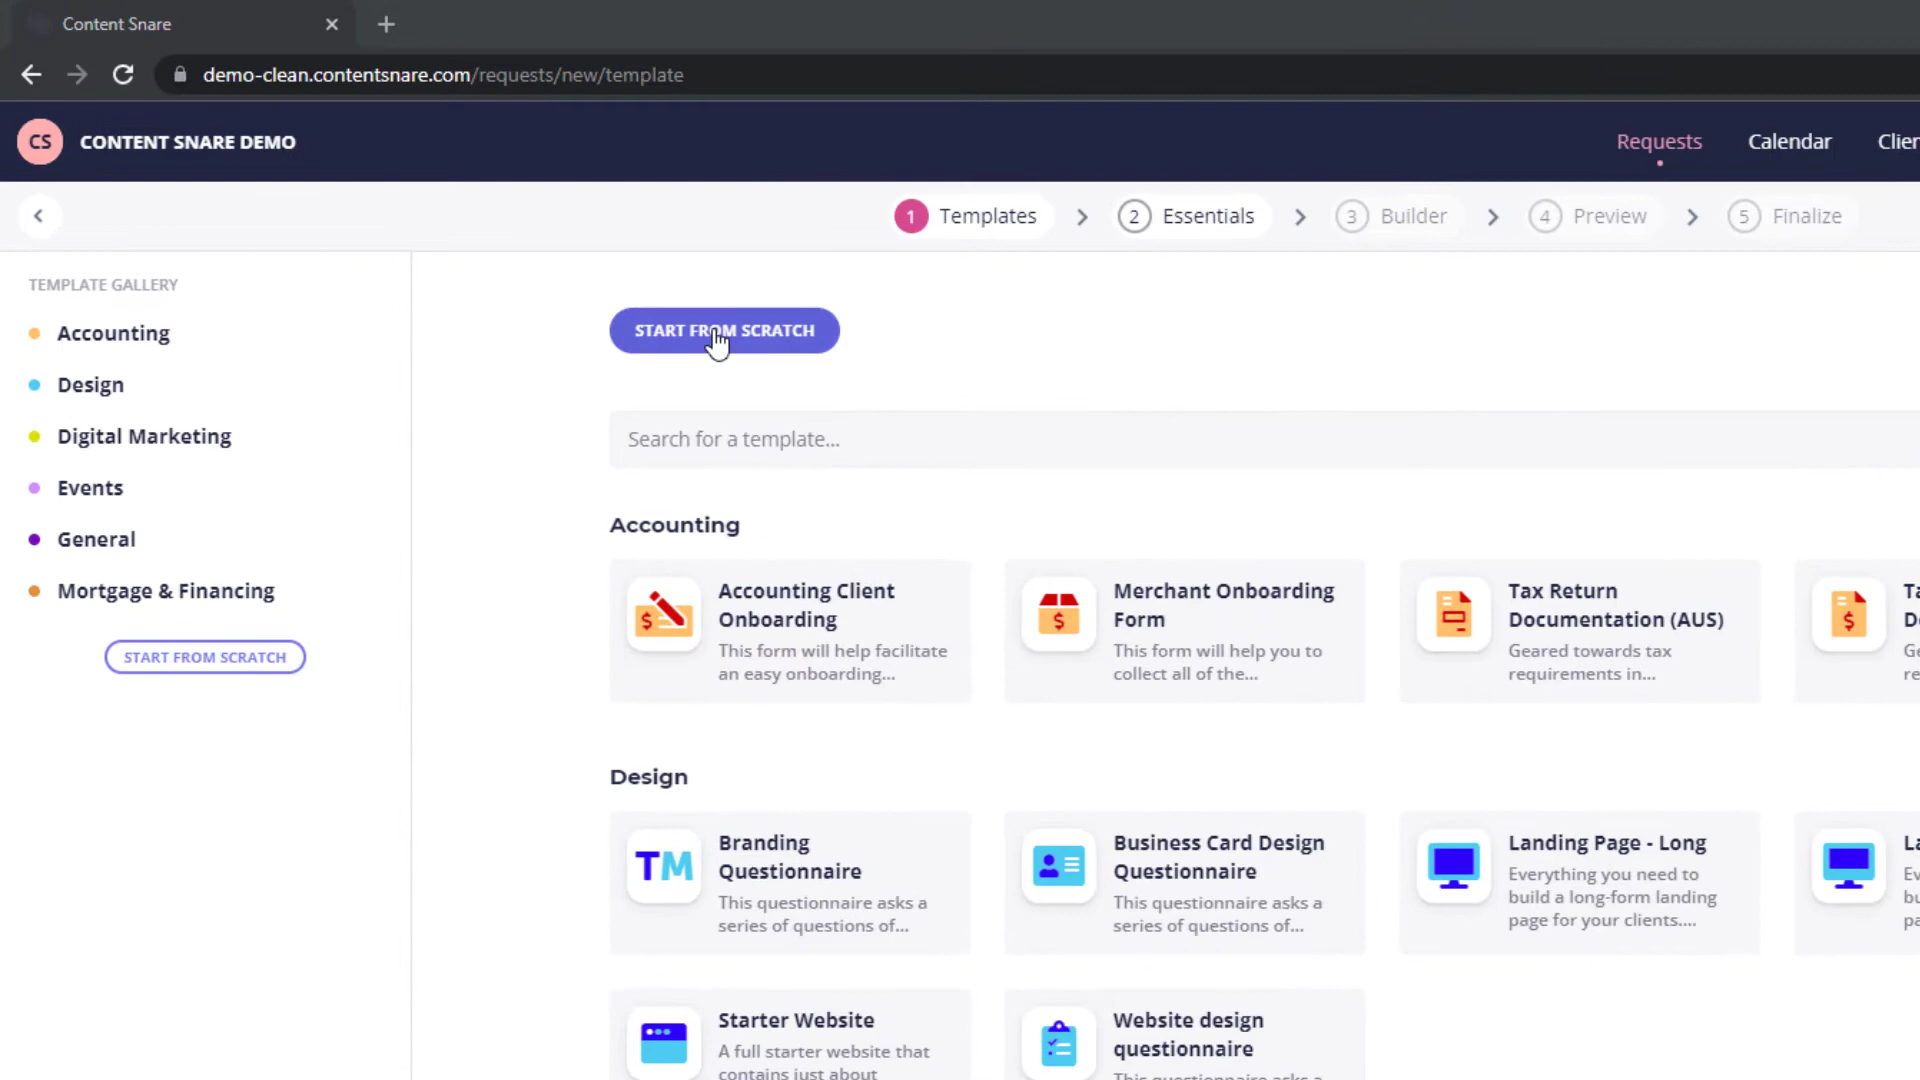 Content Snare
demo-clean.contentsnare.com/requests/new/template
CS CONTENT SNARE DEMO
Requests
Calendar
1 Templates
2 Essentials
3 Builder
4 Preview
5 Finalize
TEMPLATE GALLERY
Accounting
Design
Digital Marketing
Events
General
Mortgage & Financing
START FROM SCRATCH
START FROM SCRATCH
Search for a template...
Accounting
Accounting Client
Onboarding
This form will help facilitate
an easy onboarding...
Merchant Onboarding
Form
This form will help you to
collect all of the...
Tax Return
Documentation (AUS)
Geared towards tax
requirements in...
Design
TM
Branding
Questionnaire
This questionnaire asks a
series of questions of...
Business Card Design
Questionnaire
This questionnaire asks a
series of questions of...
Landing Page - Long
Everything you need to
build a long-form landing
page for your clients....
Starter Website
A full starter website that
contains just about
Website design
questionnaire
This questionnaire asks a